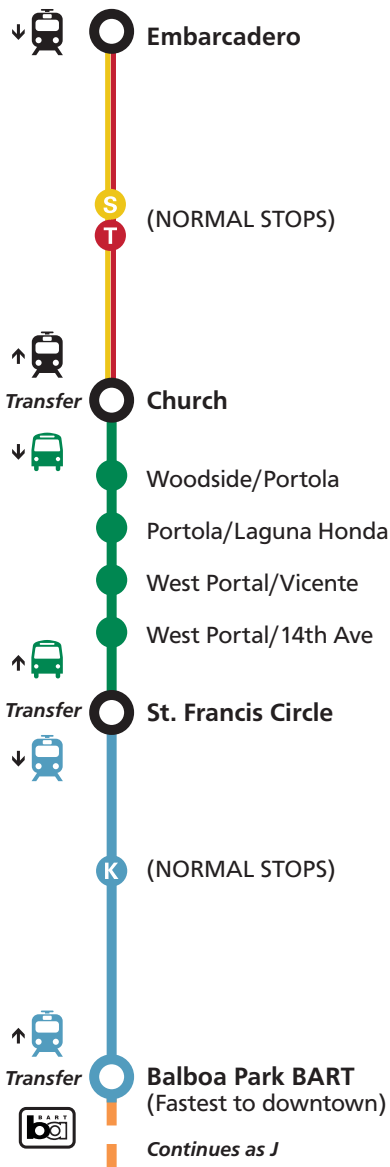 Embarcadero
S
(NORMAL STOPS)
T
Transfer
Church
Woodside/Portola
Portola/Laguna Honda
West Portal/Vicente
West Portal/14th Ave
Transfer
St. Francis Circle
K
(NORMAL STOPS)
Transfer
Balboa Park BART
(Fastest to downtown)
BART
ba
Continues as J